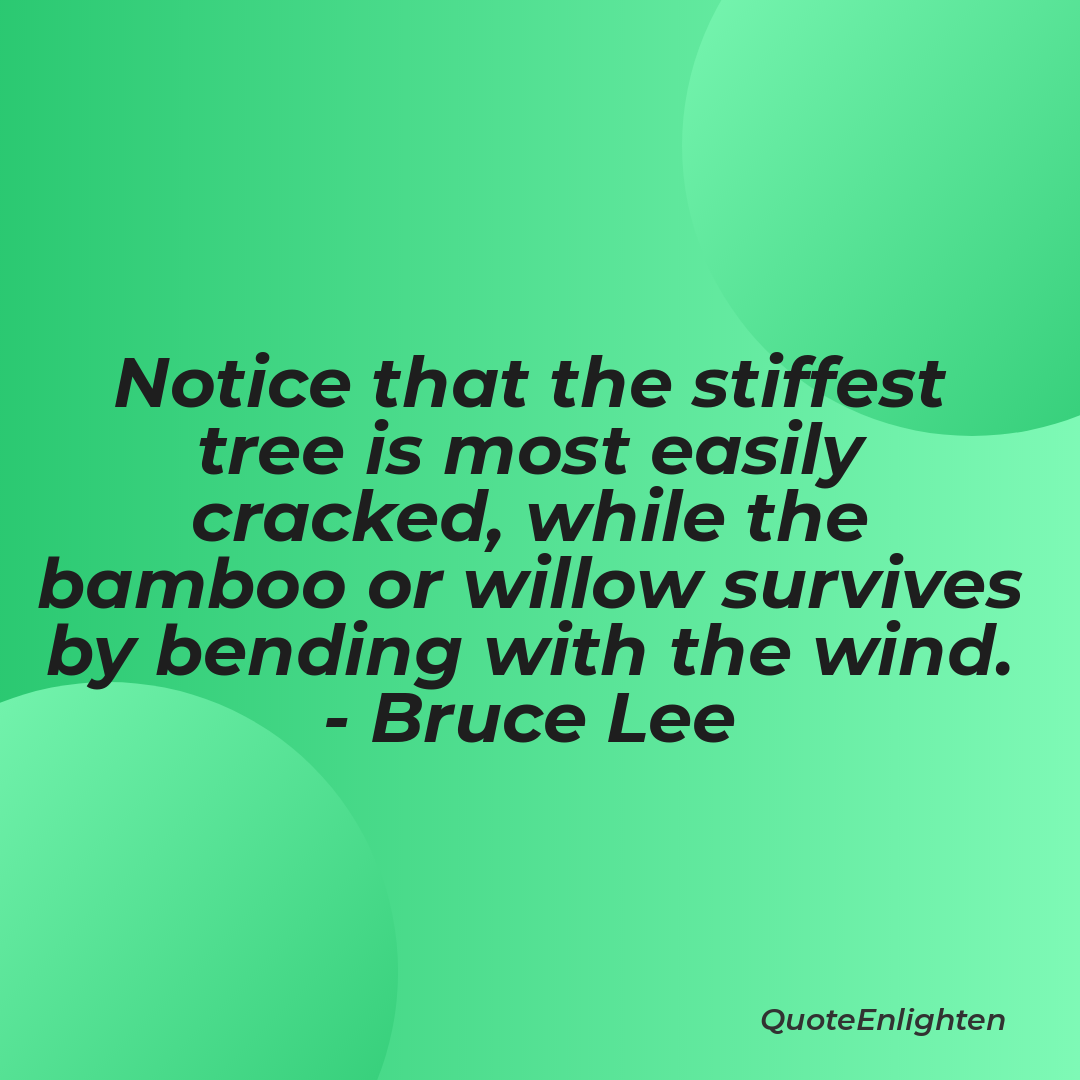 Notice that the stiffest
tree is most easily
cracked, while the
bamboo or willow survives
by bending with the wind.
- Bruce Lee
QuoteEnlighten